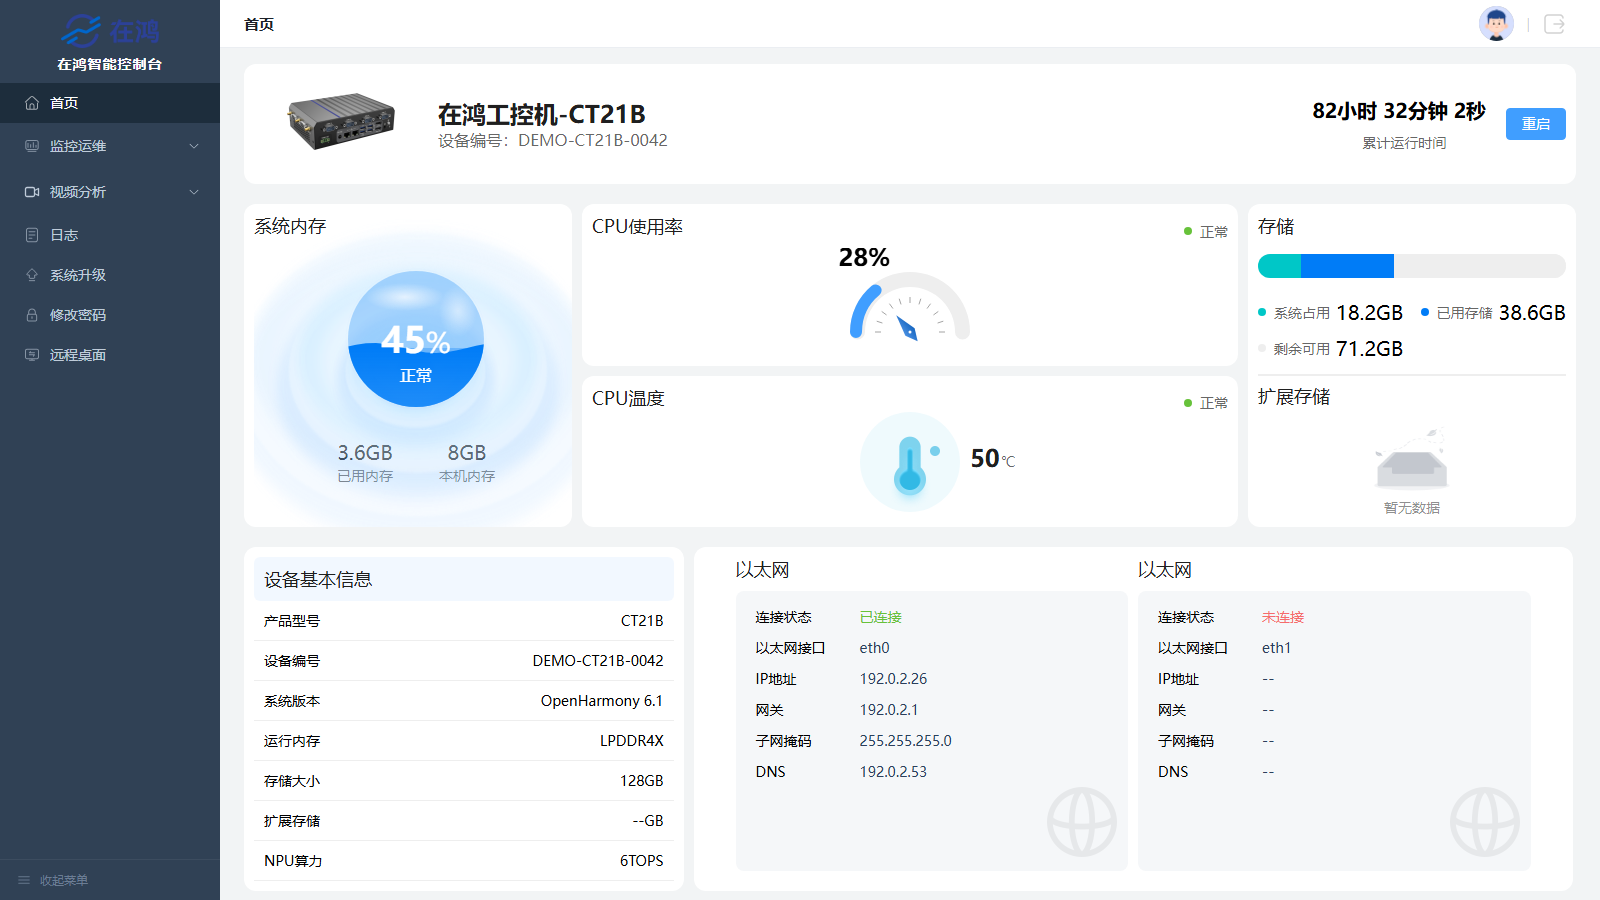 在鸿
在鸿智能控制台
首页
监控运维
视频分析
日志
系统升级
修改密码
远程桌面
收起菜单
首页
在鸿工控机-CT21B
设备编号：DEMO-CT21B-0042
82小时 32分钟 2秒
累计运行时间
重启
系统内存
45%
正常
3.6GB
已用内存
8GB
本机内存
CPU使用率
正常
28%
CPU温度
正常
50℃
存储
系统占用 18.2GB
已用存储 38.6GB
剩余可用 71.2GB
扩展存储
暂无数据
设备基本信息
产品型号 CT21B
设备编号 DEMO-CT21B-0042
系统版本 OpenHarmony 6.1
运行内存 LPDDR4X
存储大小 128GB
扩展存储 --GB
NPU算力 6TOPS
以太网
连接状态 已连接
以太网接口 eth0
IP地址 192.0.2.26
网关 192.0.2.1
子网掩码 255.255.255.0
DNS 192.0.2.53
以太网
连接状态 未连接
以太网接口 eth1
IP地址 --
网关 --
子网掩码 --
DNS --